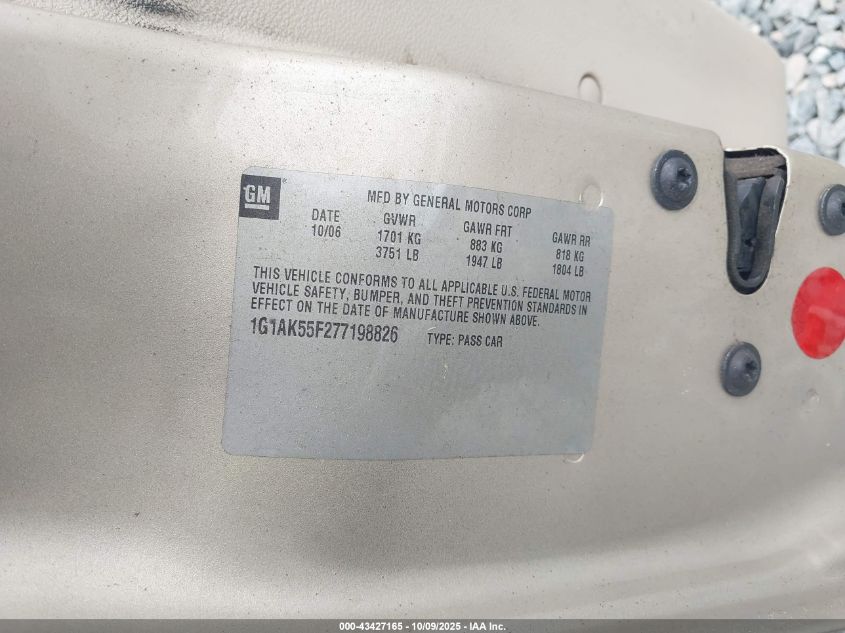 GM
MFD BY GENERAL MOTORS CORP
DATE GVWR GAWR FRT GAWR RR
10/06 1701 KG 883 KG 818 KG
3751 LB 1947 LB 1804 LB
THIS VEHICLE CONFORMS TO ALL APPLICABLE U.S. FEDERAL MOTOR
VEHICLE SAFETY, BUMPER, AND THEFT PREVENTION STANDARDS IN
EFFECT ON THE DATE OF MANUFACTURE SHOWN ABOVE.
1G1AK55F277198826 TYPE: PASS CAR
000-43427165 - 10/09/2025 - IAA Inc.